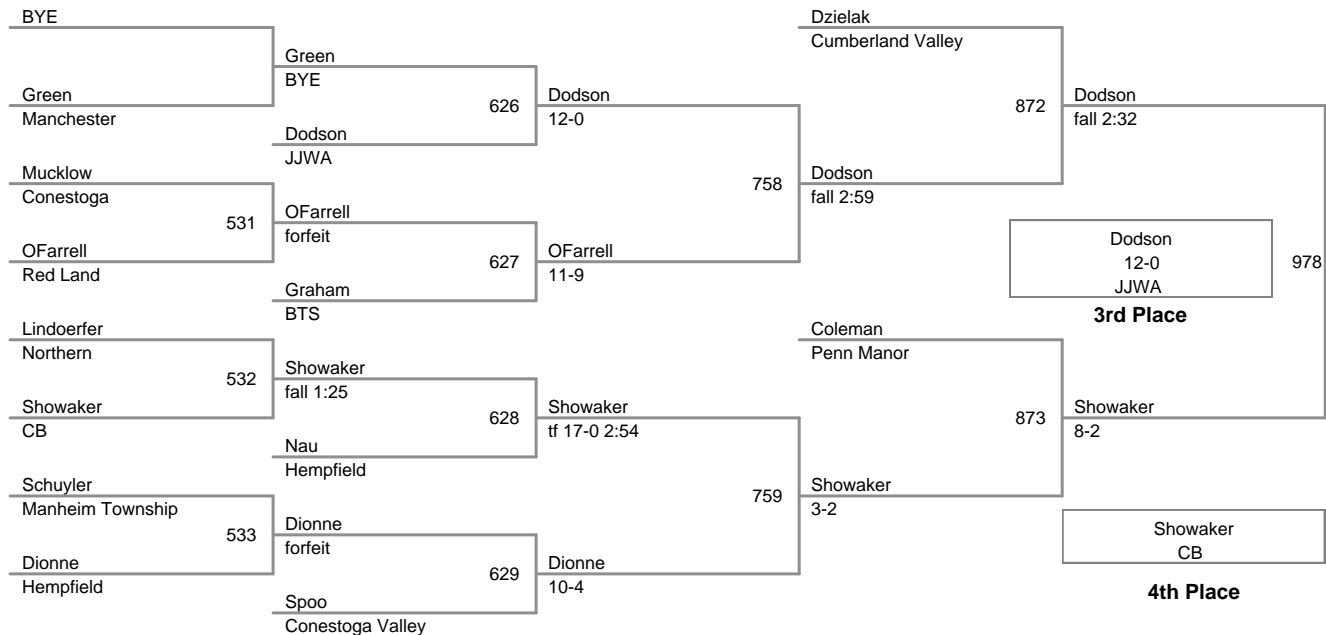 BYE
Green
Manchester
Mucklow
Conestoga
531
OFarrell
Red Land
Lindoerfer
Northern
532
Showaker
CB
Schuyler
Manheim Township
533
Dionne
Hempfield
Green
BYE
626
Dodson
JJWA
OFarrell
forfeit
627
Graham
BTS
Showaker
fall 1:25
628
Nau
Hempfield
Dionne
forfeit
629
Spoo
Conestoga Valley
Dodson
12-0
758
OFarrell
11-9
Showaker
tf 17-0 2:54
759
Dionne
10-4
Dzielak
Cumberland Valley
872
Dodson
fall 2:59
Coleman
Penn Manor
873
Showaker
3-2
Dodson
fall 2:32
Dodson
12-0
JJWA
978
3rd Place
Showaker
8-2
Showaker
CB
4th Place